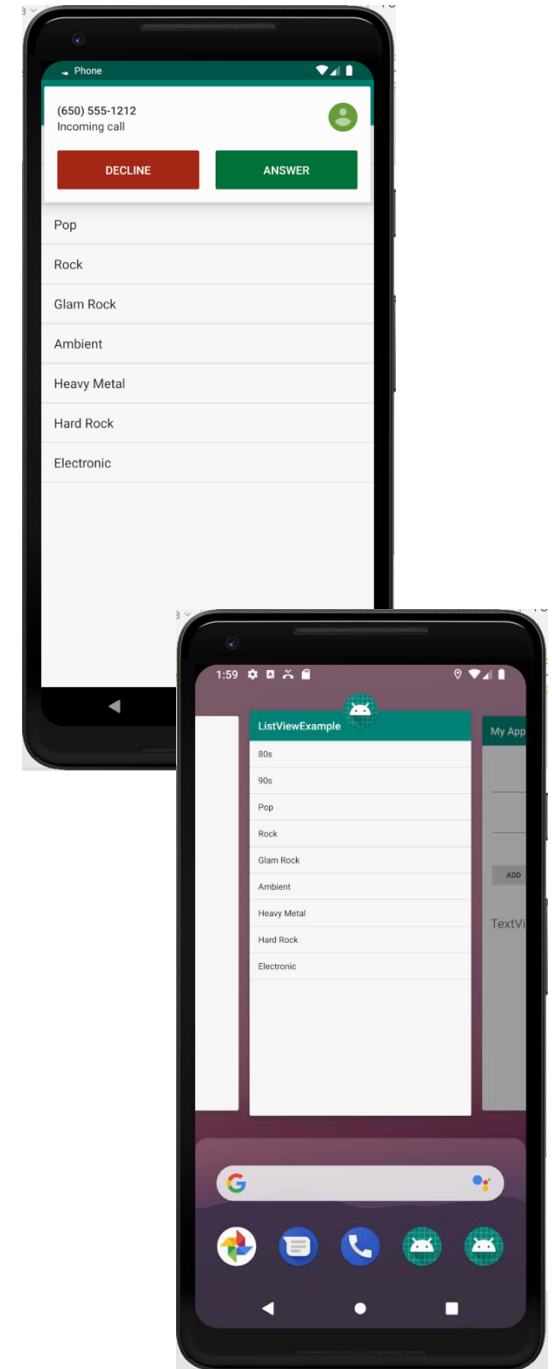 Phone
(650) 555-1212
Incoming call
DECLINE ANSWER
Pop
Rock
Glam Rock
Ambient
Heavy Metal
Hard Rock
Electronic
1:59
ListViewExample
My App
80s
90s
Pop
Rock
Glam Rock
ADD
Ambient
Heavy Metal
TextVi
Hard Rock
Electronic